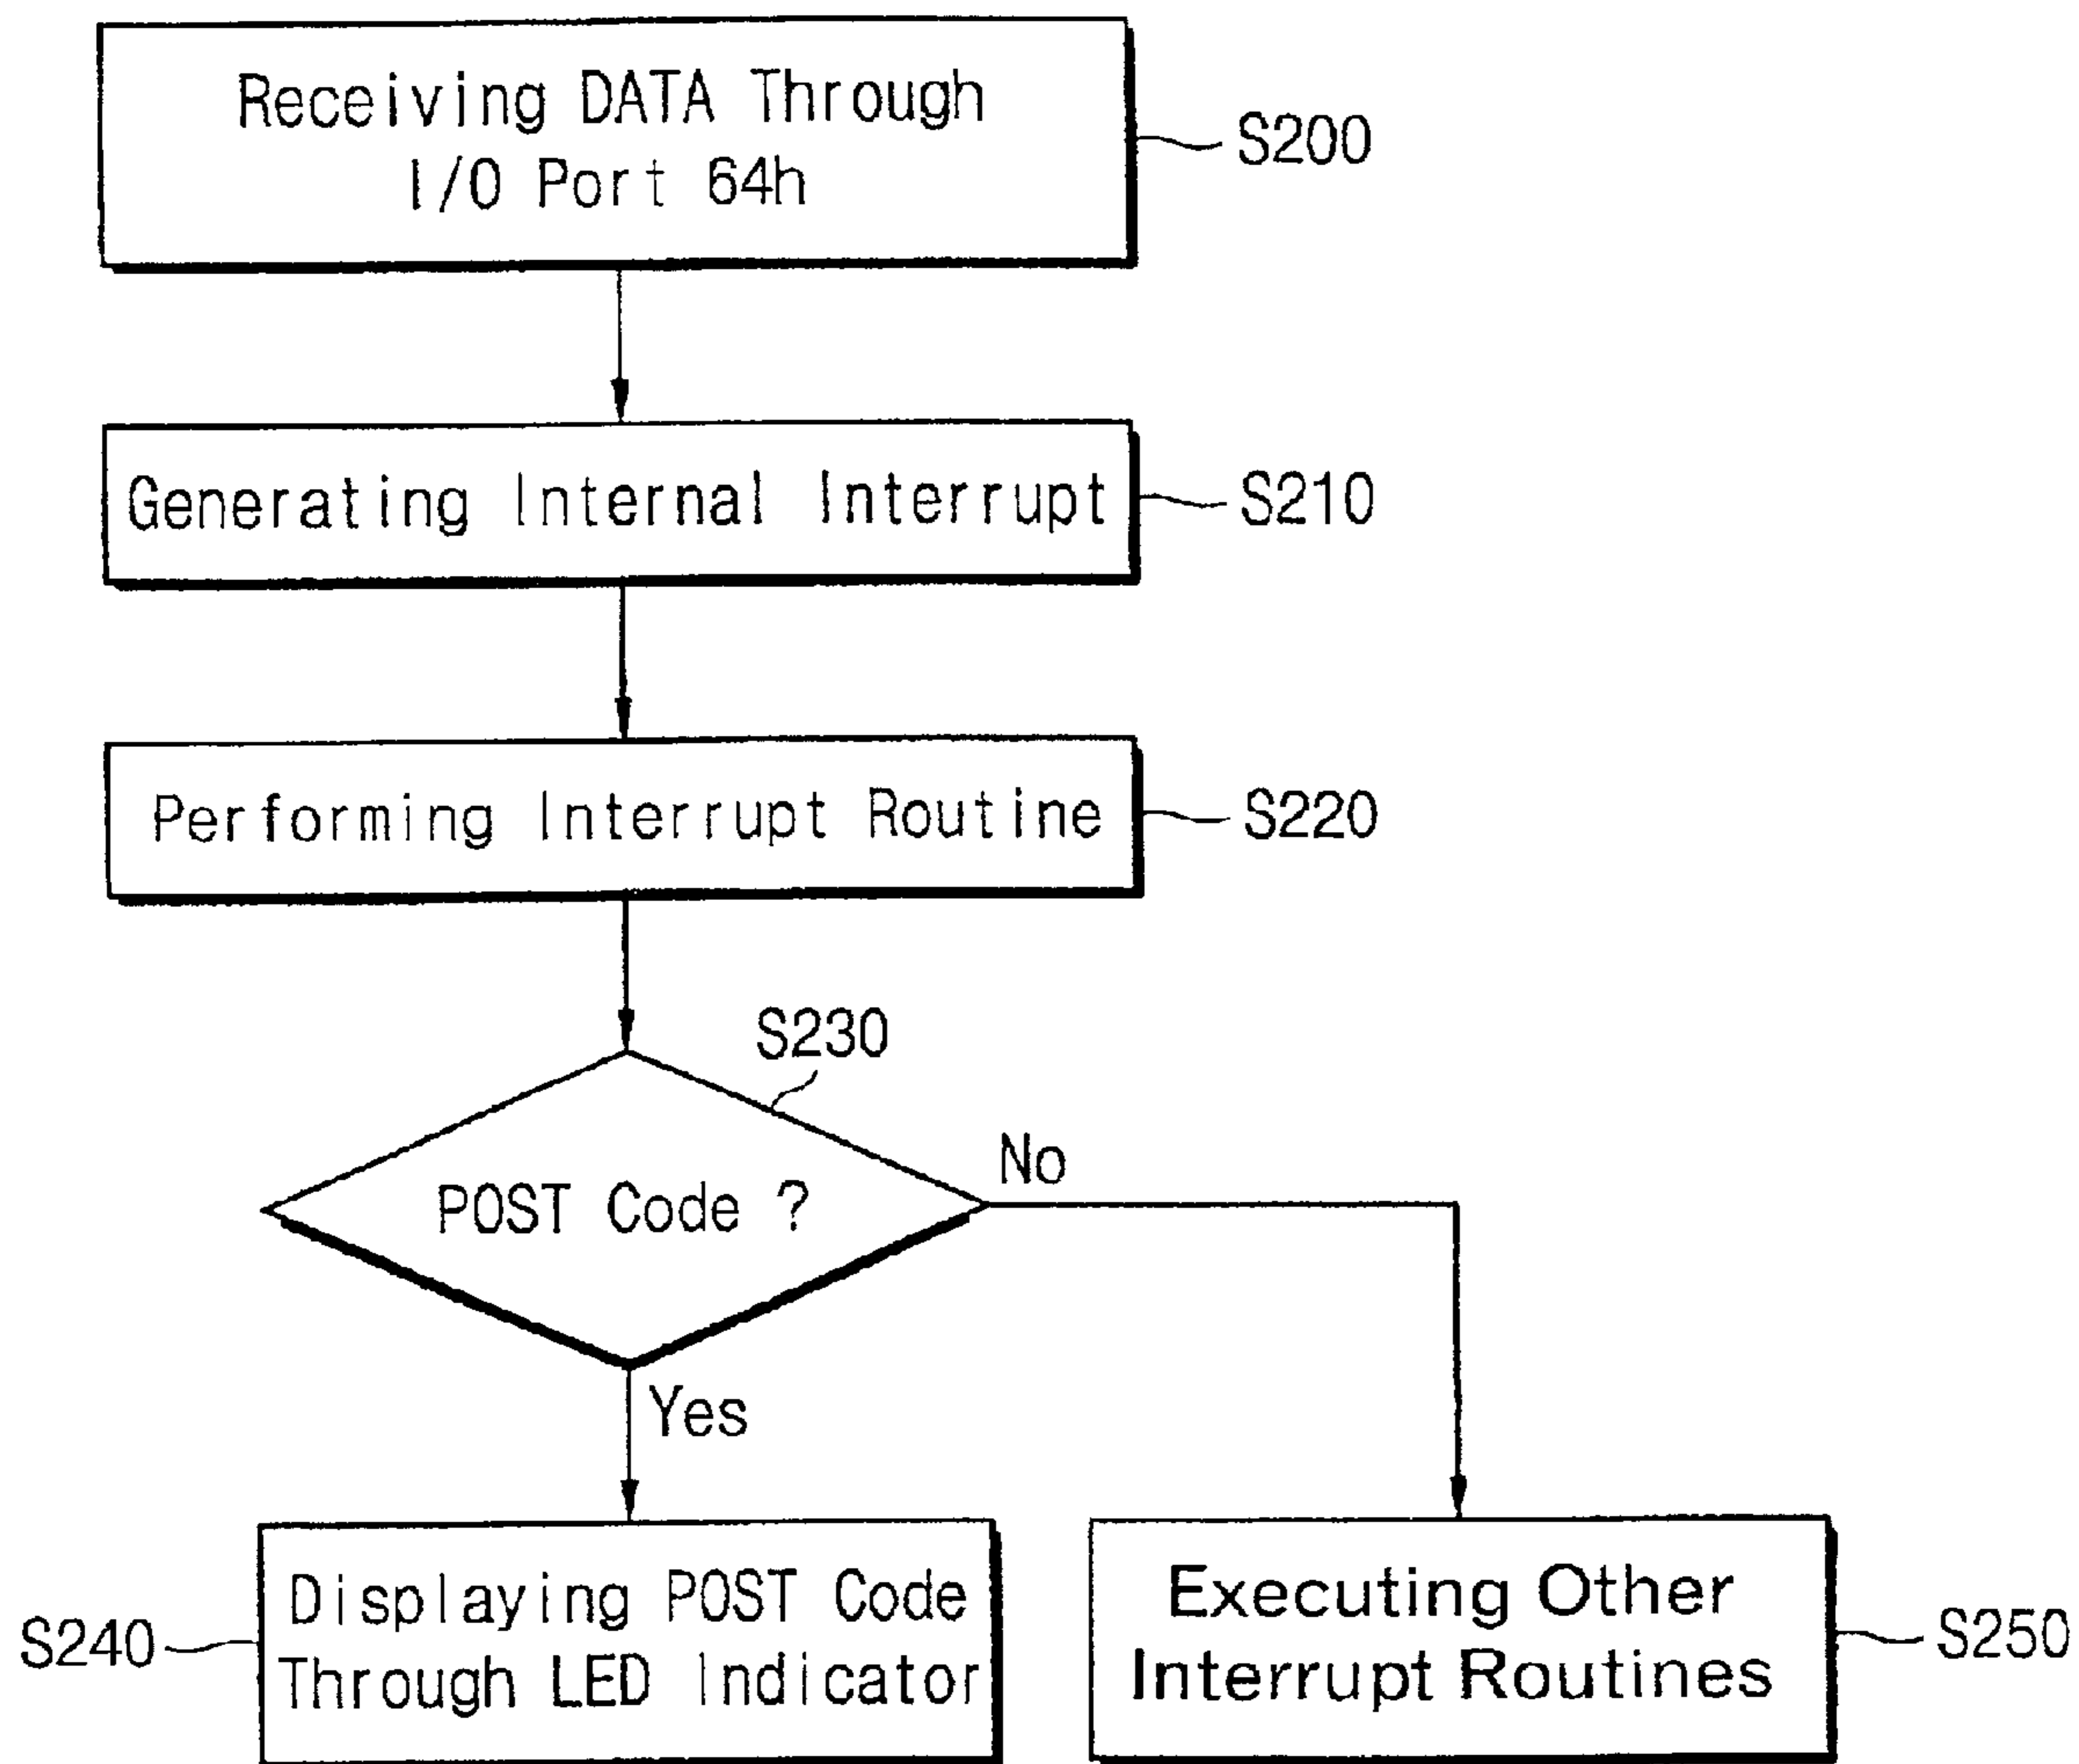 Receiving DATA Through
I/O Port 64h
S200
Generating Internal Interrupt
S210
Performing Interrupt Routine
S220
S230
POST Code ?
No
Yes
Displaying POST Code
Through LED Indicator
S240
Executing Other
Interrupt Routines
S250